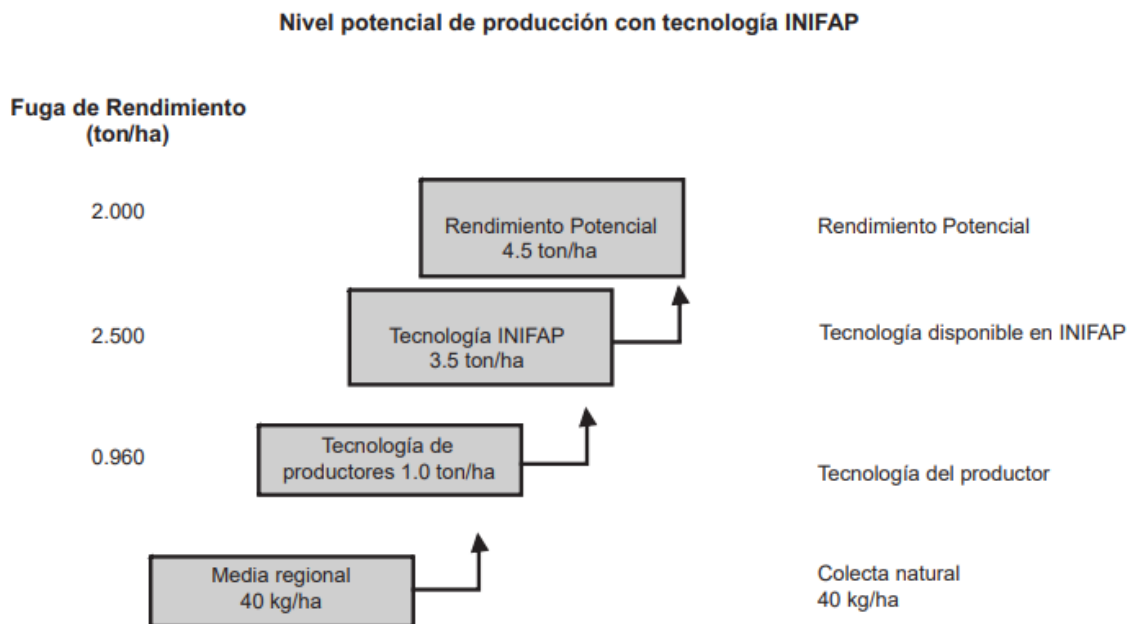 Nivel potencial de producción con tecnología INIFAP
Fuga de Rendimiento
(ton/ha)
2.000
Rendimiento Potencial
4.5 ton/ha
Rendimiento Potencial
2.500
Tecnología INIFAP
3.5 ton/ha
Tecnología disponible en INIFAP
0.960
Tecnología de
productores 1.0 ton/ha
Tecnología del productor
Media regional
40 kg/ha
Colecta natural
40 kg/ha